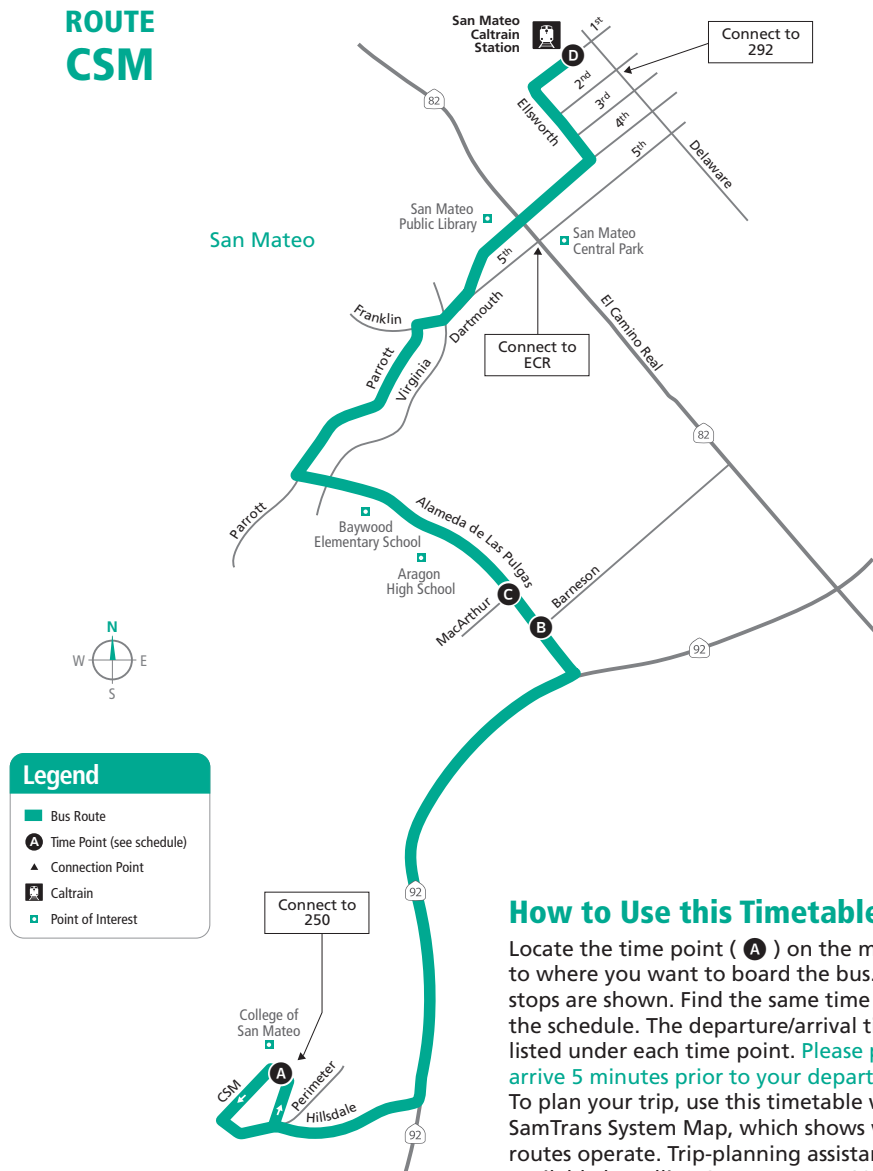 ROUTE
CSM
San Mateo
Caltrain
Station
D
1st
Connect to
292
2nd
3rd
4th
5th
82
Ellsworth
Delaware
San Mateo
Public Library
San Mateo
Central Park
San Mateo
5th
Franklin
Dartmouth
El Camino Real
Connect to
ECR
Parrott
Virginia
82
Parrott
Baywood
Elementary School
Alameda de Las Pulgas
Aragon
High School
C
MacArthur
B
Barneson
N
W
E
S
92
Legend
Bus Route
A
Time Point (see schedule)
Connection Point
Caltrain
Point of Interest
92
Connect to
250
College of
San Mateo
A
CSM
Perimeter
Hillsdale
92
How to Use this Timetable
Locate the time point ( A ) on the m
to where you want to board the bus.
stops are shown. Find the same time
the schedule. The departure/arrival ti
listed under each time point. Please p
arrive 5 minutes prior to your depart
To plan your trip, use this timetable w
SamTrans System Map, which shows w
routes operate. Trip-planning assistan